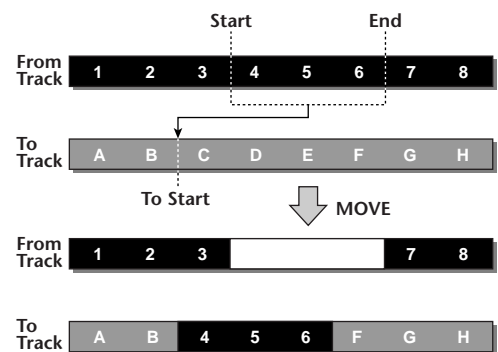 Start End
From
Track 1 2 3 4 5 6 7 8
To
Track A B C D E F G H
To Start
MOVE
From
Track 1 2 3 7 8
To
Track A B 4 5 6 F G H